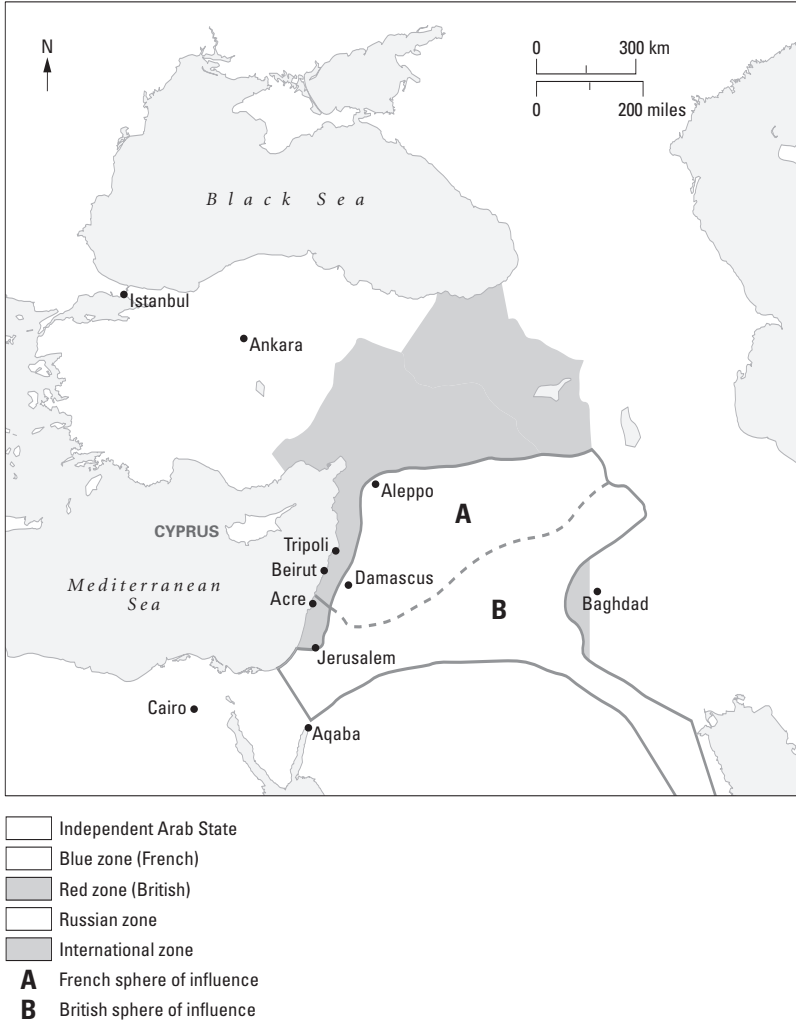 N
0 300 km
0 200 miles
Black Sea
Istanbul
Ankara
Aleppo
A
CYPRUS
Tripoli
Beirut
Damascus
Mediterranean
Sea
Acre
B
Baghdad
Jerusalem
Cairo
Aqaba
Independent Arab State
Blue zone (French)
Red zone (British)
Russian zone
International zone
A French sphere of influence
B British sphere of influence